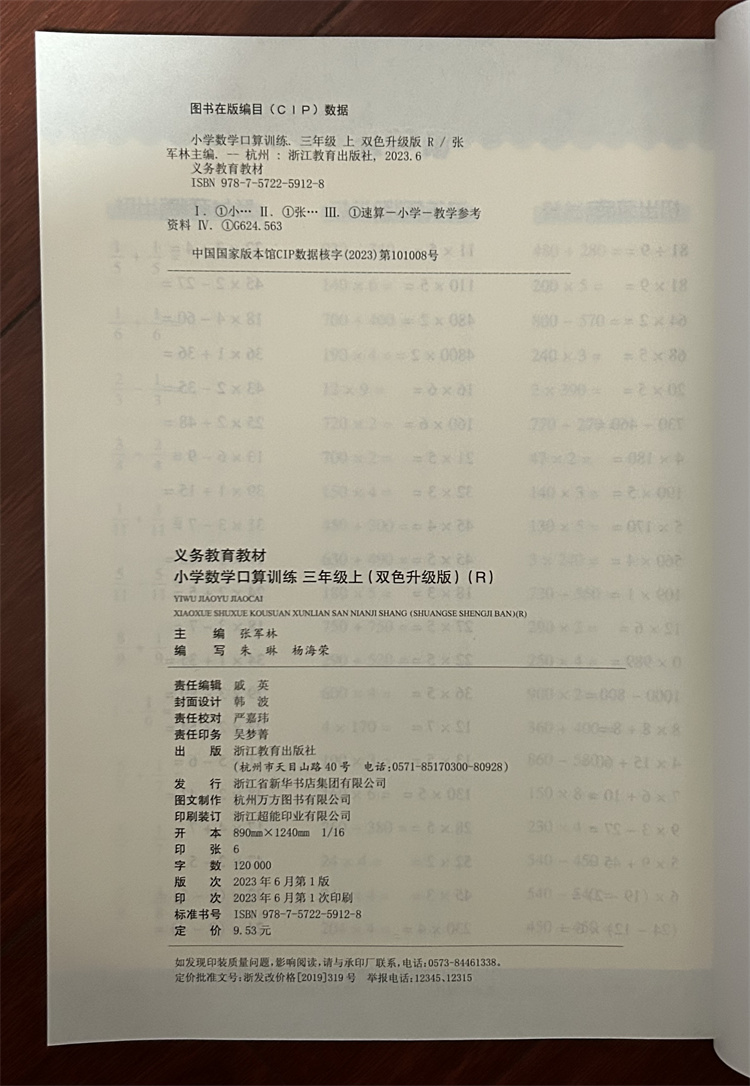 图书在版编目（CIP）数据
小学数学口算训练. 三年级 上 双色升级版 R / 张
军林主编. -- 杭州 : 浙江教育出版社, 2023.6
义务教育教材
ISBN 978-7-5722-5912-8
Ⅰ. ①小… Ⅱ. ①张… Ⅲ. ①速算－小学－教学参考
资料 Ⅳ. ①G624.563
中国国家版本馆CIP数据核字(2023)第101008号
义务教育教材
小学数学口算训练 三年级上(双色升级版)(R)
YIWU JIAOYU JIAOCAI
XIAOXUE SHUXUE KOUSUAN XUNLIAN SAN NIANJI SHANG (SHUANGSE SHENGJI BAN)(R)
主 编 张军林
编 写 朱 琳 杨海荣
责任编辑 戚 英
封面设计 韩 波
责任校对 严嘉玮
责任印务 吴梦菁
出 版 浙江教育出版社
(杭州市天目山路40号 电话:0571-85170300-80928)
发 行 浙江省新华书店集团有限公司
图文制作 杭州万方图书有限公司
印刷装订 浙江超能印业有限公司
开 本 890mm×1240mm 1/16
印 张 6
字 数 120 000
版 次 2023年6月第1版
印 次 2023年6月第1次印刷
标准书号 ISBN 978-7-5722-5912-8
定 价 9.53元
如发现印装质量问题,影响阅读,请与承印厂联系,电话:0573-84461338。
定价批准文号:浙发改价格[2019]319号 举报电话:12345、12315